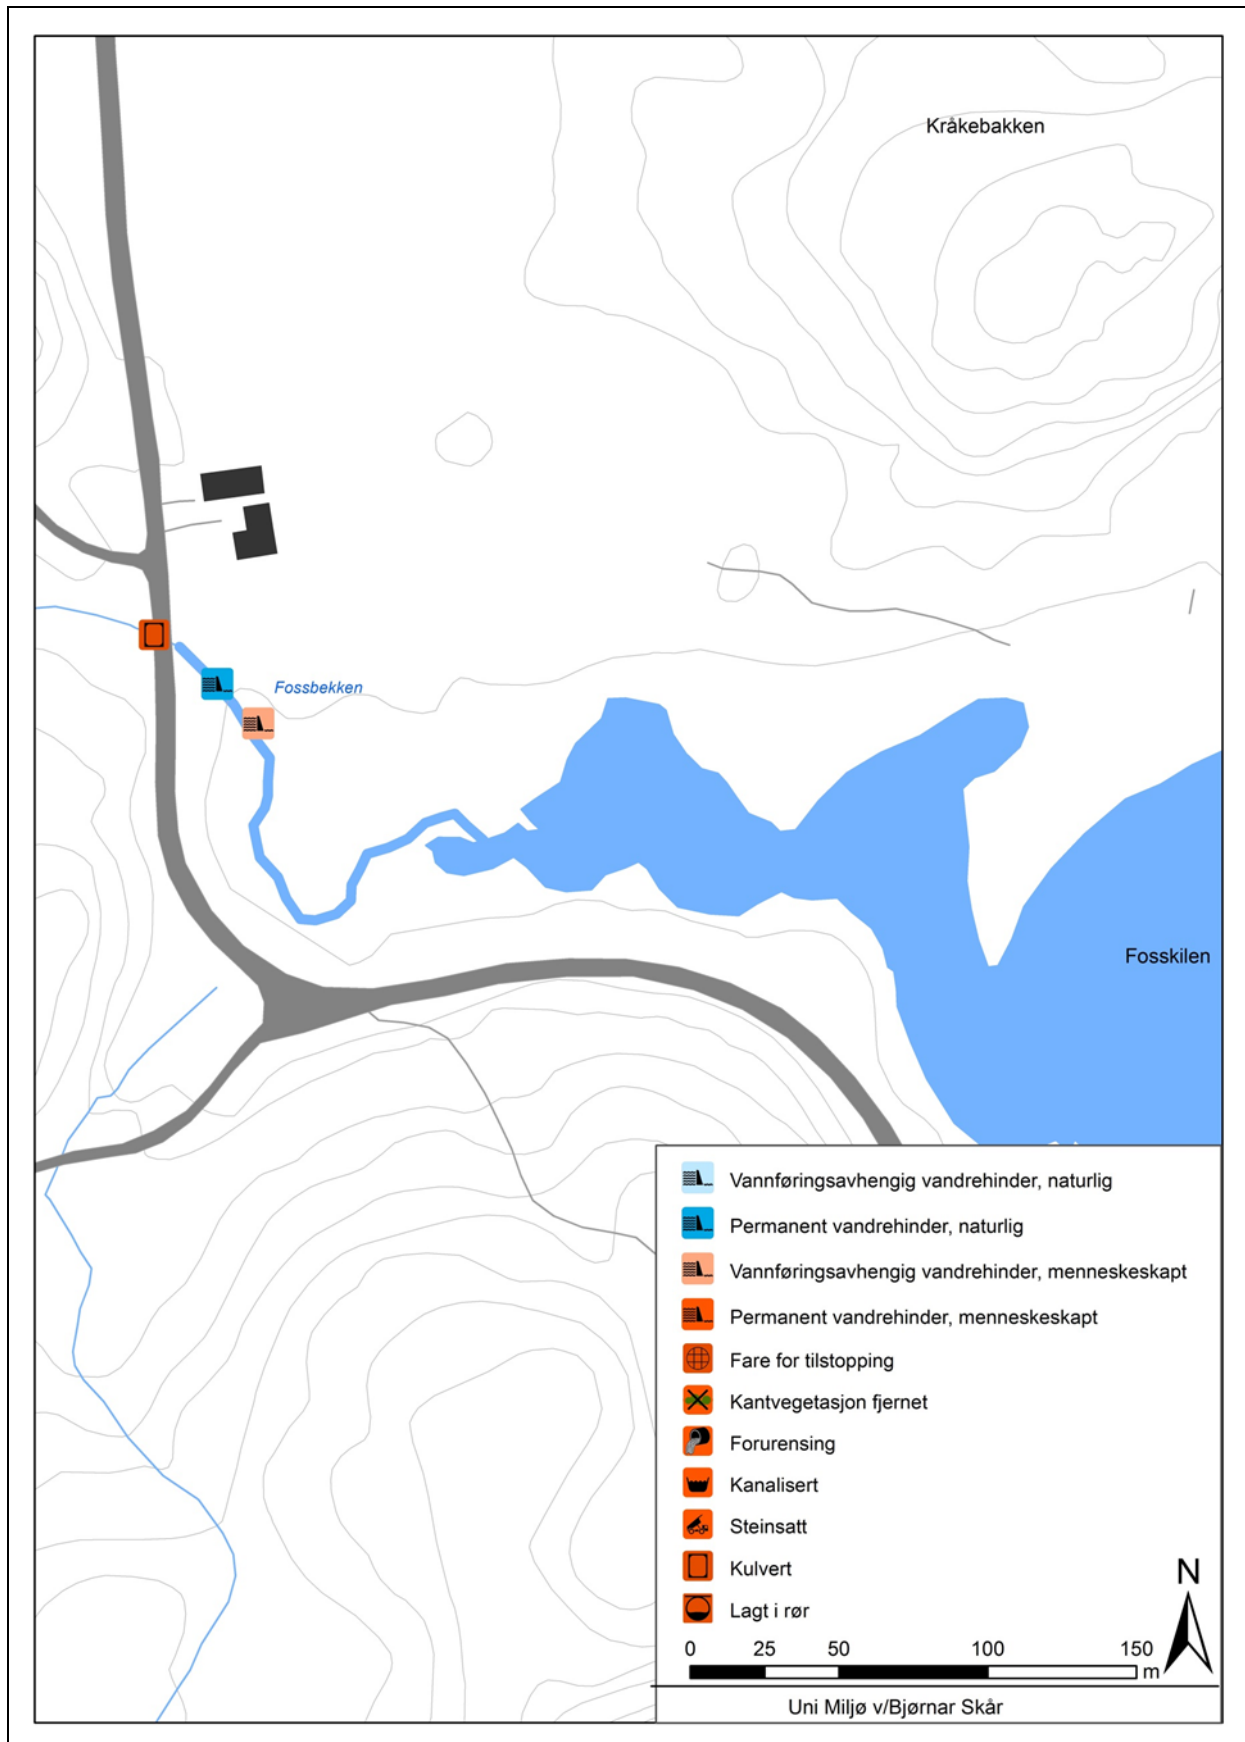 Kråkebakken
Fossbekken
Fosskilen
Vannføringsavhengig vandrehinder, naturlig
Permanent vandrehinder, naturlig
Vannføringsavhengig vandrehinder, menneskeskapt
Permanent vandrehinder, menneskeskapt
Fare for tilstopping
Kantvegetasjon fjernet
Forurensing
Kanalisert
Steinsatt
Kulvert
Lagt i rør
N
0 25 50 100 150
m
Uni Miljø v/Bjørnar Skår